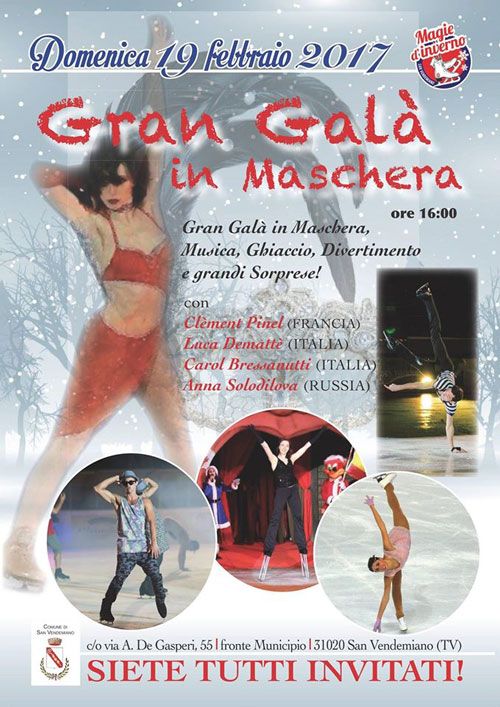 Domenica 19 febbraio 2017
Magie
d'inverno
Gran Galà
in Maschera
ore 16:00
Gran Galà in Maschera,
Musica, Ghiaccio, Divertimento
e grandi Sorprese!
con
Clèment Pinel (FRANCIA)
Luca Demattè (ITALIA)
Carol Bressanutti (ITALIA)
Anna Solodilova (RUSSIA)
COMUNE DI
SAN VENDEMIANO
c/o via A. De Gasperi, 55 | fronte Municipio | 31020 San Vendemiano (TV)
SIETE TUTTI INVITATI!